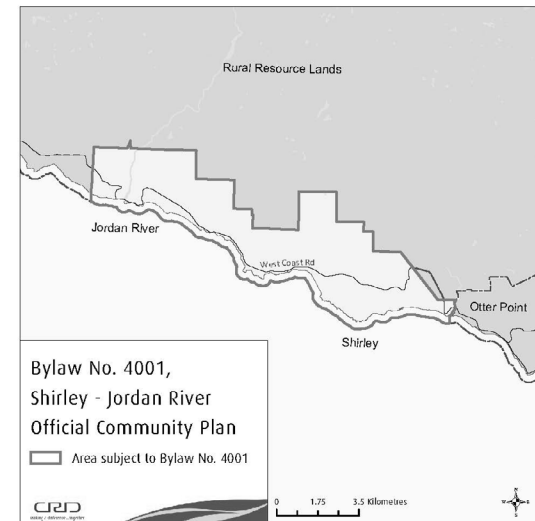 Rural Resource Lands
Jordan River
West Coast Rd
Otter Point
Shirley
Bylaw No. 4001,
Shirley - Jordan River
Official Community Plan
Area subject to Bylaw No. 4001
CRD
0 1.75 3.5 Kilometres
N
W E
S